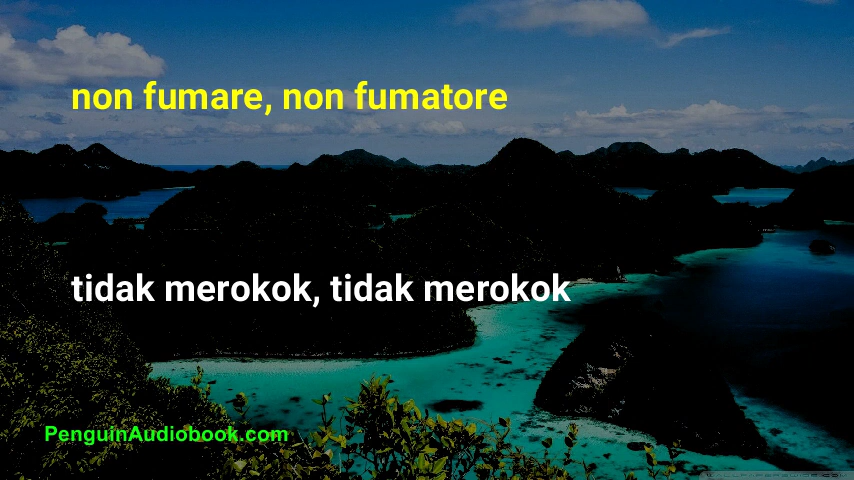 non fumare, non fumatore
tidak merokok, tidak merokok
PenguinAudiobook.com